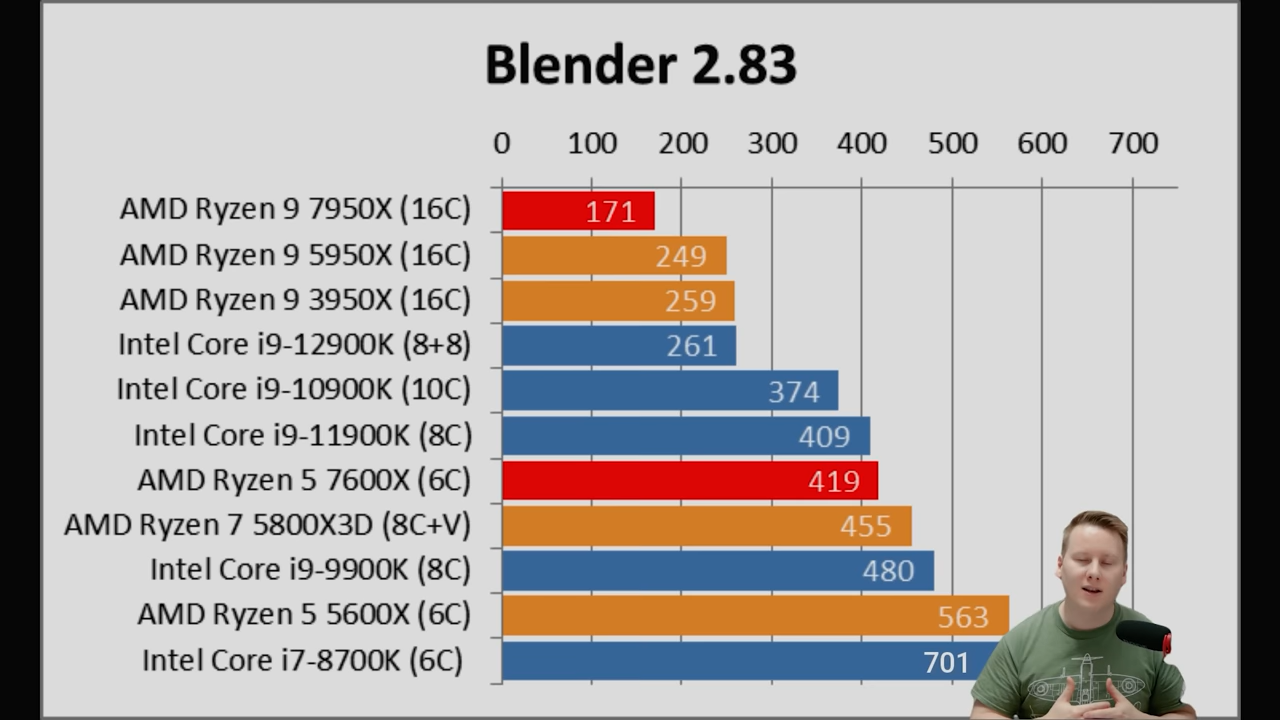 Blender 2.83
0 100 200 300 400 500 600 700
AMD Ryzen 9 7950X (16C) 171
AMD Ryzen 9 5950X (16C) 249
AMD Ryzen 9 3950X (16C) 259
Intel Core i9-12900K (8+8) 261
Intel Core i9-10900K (10C) 374
Intel Core i9-11900K (8C) 409
AMD Ryzen 5 7600X (6C) 419
AMD Ryzen 7 5800X3D (8C+V) 455
Intel Core i9-9900K (8C) 480
AMD Ryzen 5 5600X (6C) 563
Intel Core i7-8700K (6C) 701